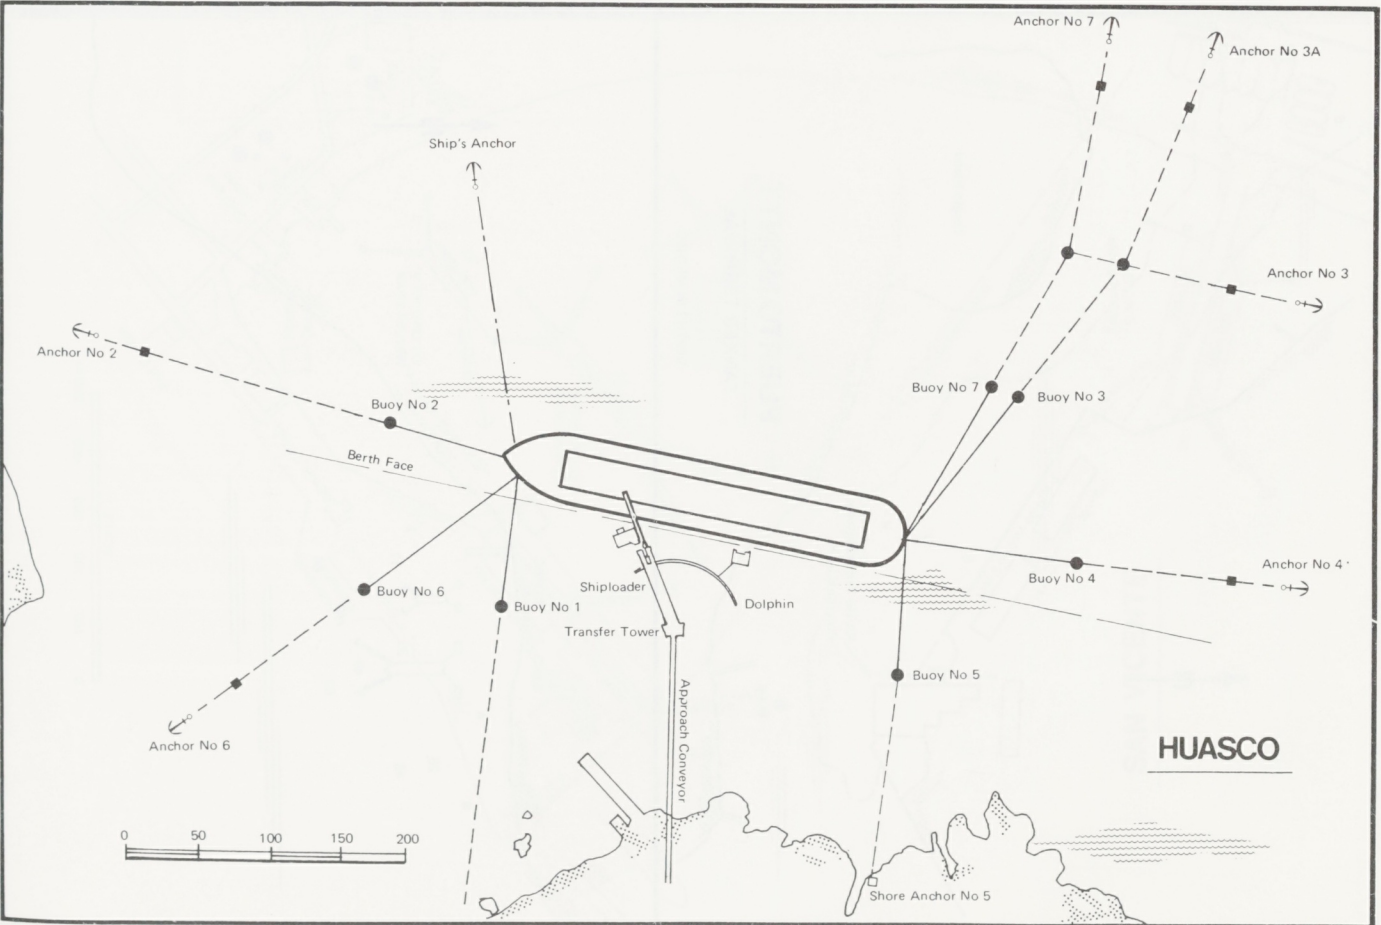 Anchor No 7
Anchor No 3A
Ship's Anchor
Anchor No 3
Anchor No 2
Buoy No 2
Buoy No 7
Buoy No 3
Berth Face
Anchor No 4
Buoy No 4
Buoy No 6
Buoy No 1
Shiploader
Dolphin
Transfer Tower
Buoy No 5
Approach Conveyor
Anchor No 6
HUASCO
0 50 100 150 200
Shore Anchor No 5